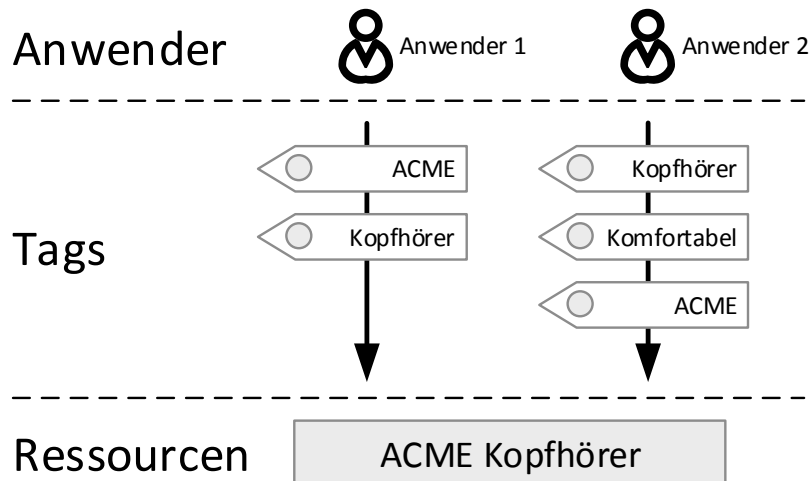 Anwender
Anwender 1
Anwender 2
Tags
ACME
Kopfhörer
Kopfhörer
Komfortabel
ACME
Ressourcen
ACME Kopfhörer